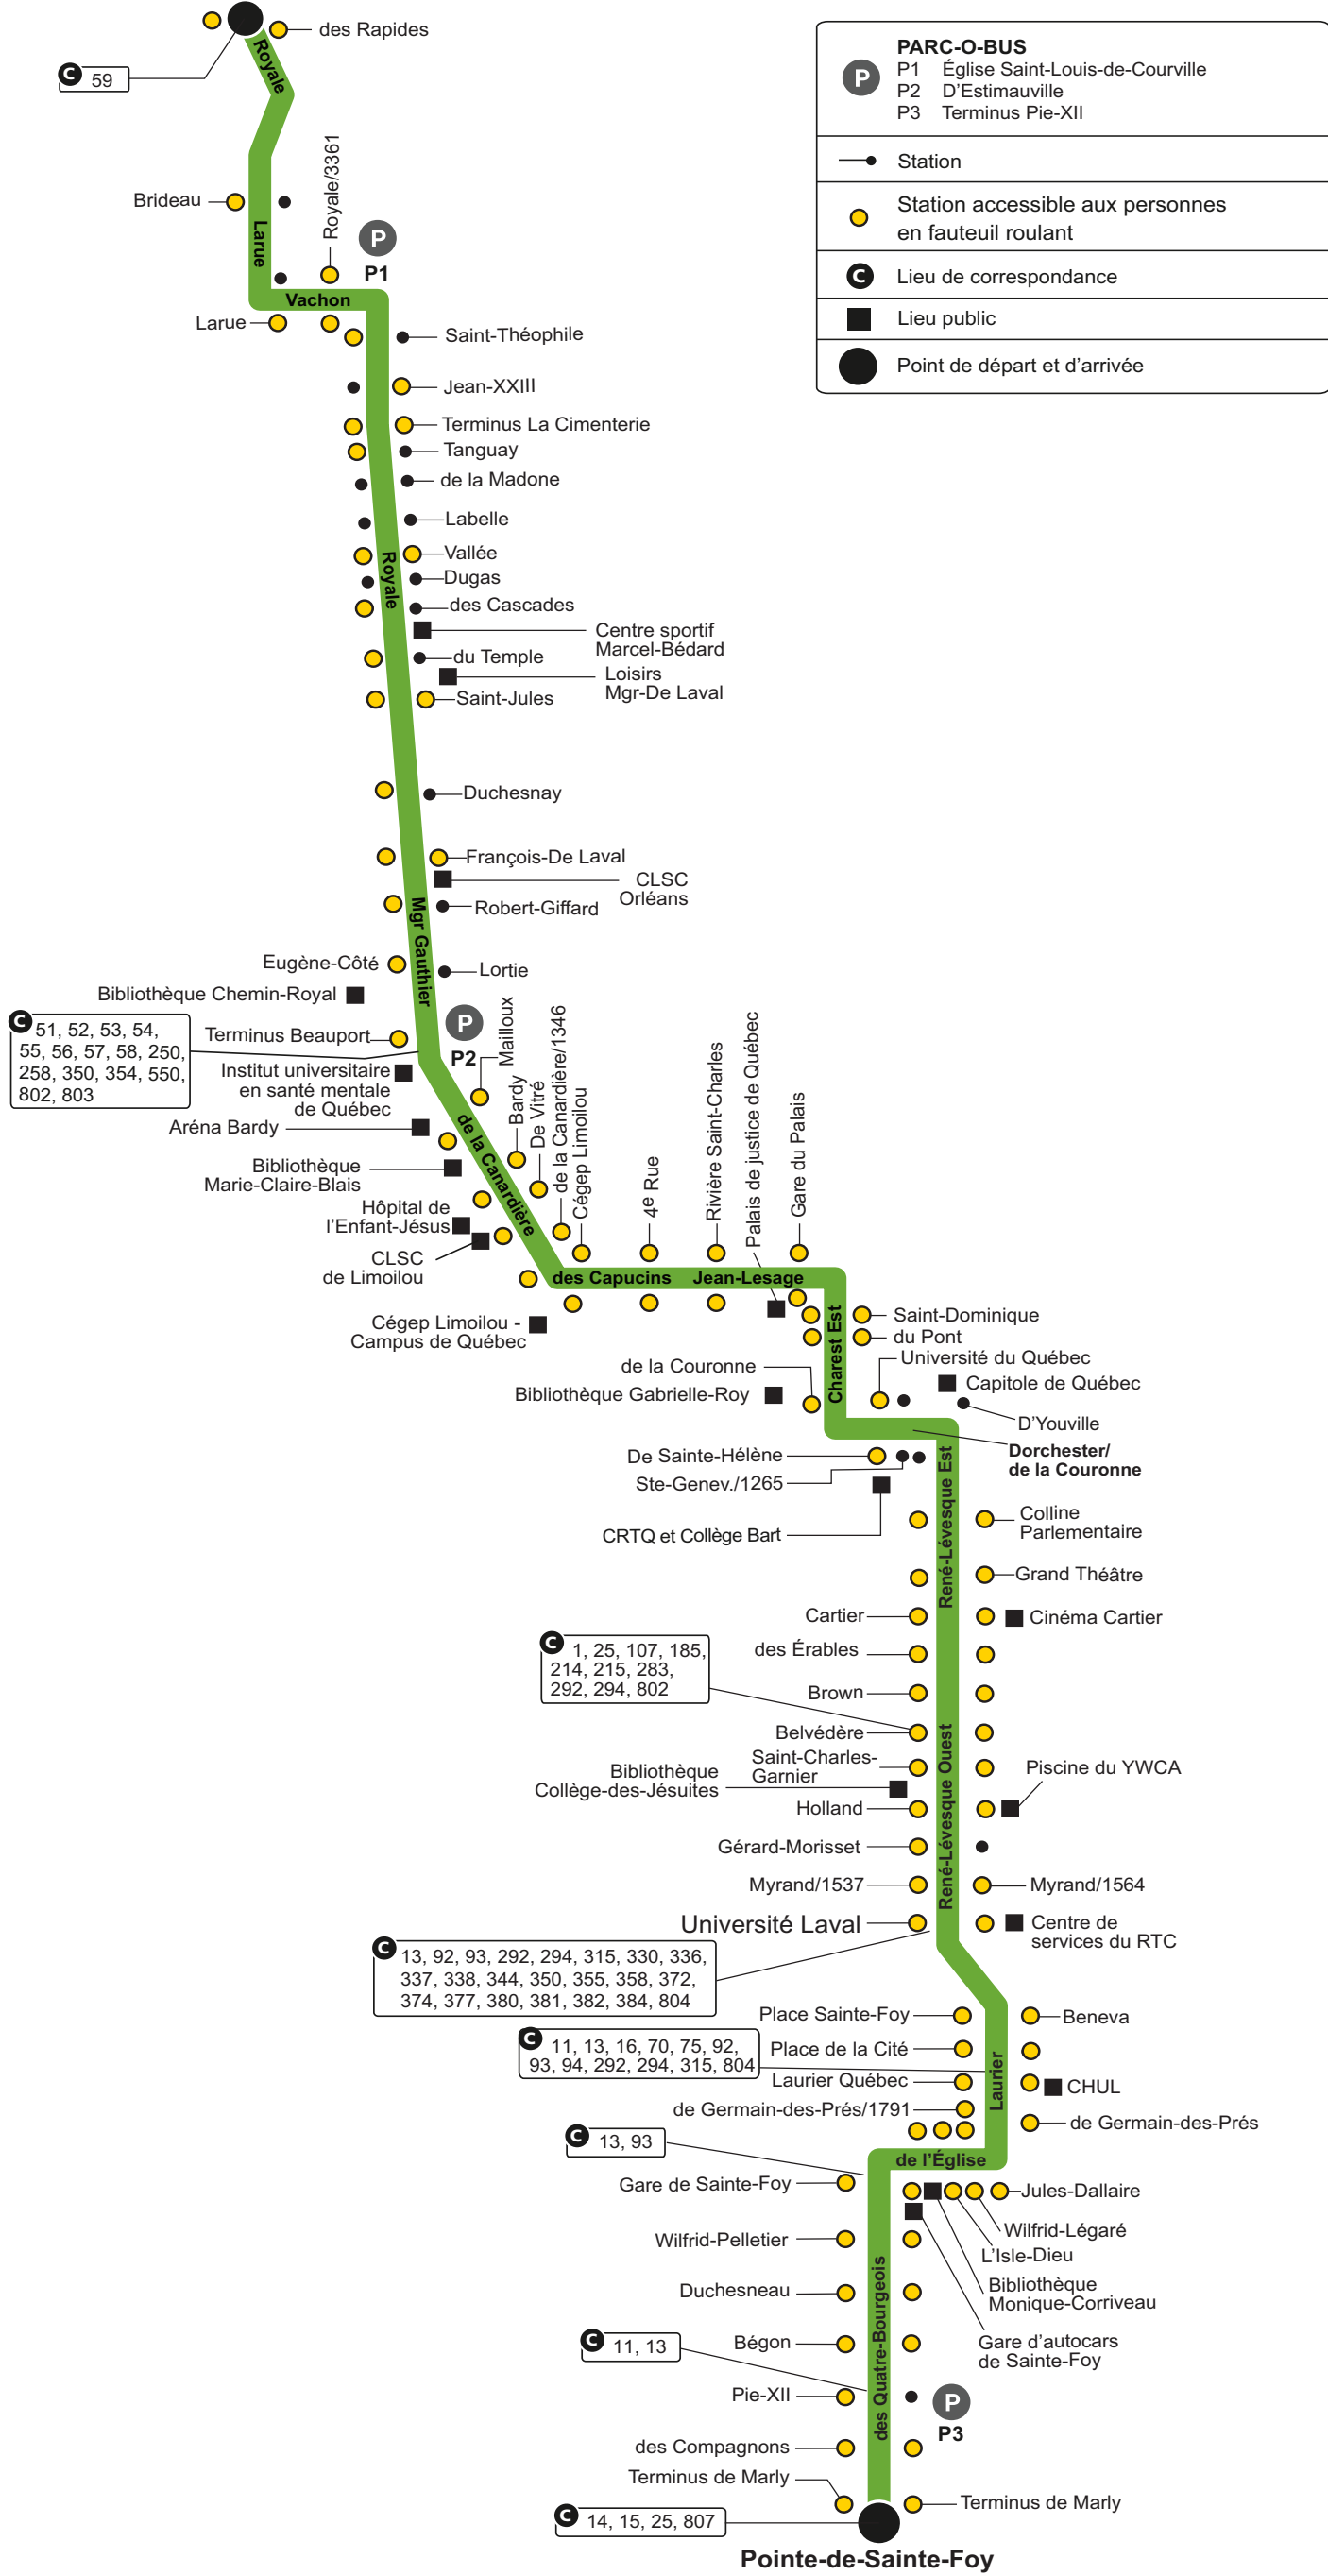 des Rapides
Royale
C 59
PARC-O-BUS
P
P1 Église Saint-Louis-de-Courville
P2 D'Estimauville
P3 Terminus Pie-XII
Station
Station accessible aux personnes
en fauteuil roulant
C Lieu de correspondance
Lieu public
Point de départ et d'arrivée
Royale/3361
Brideau
Larue
P
P1
Vachon
Larue
Saint-Théophile
Jean-XXIII
Terminus La Cimenterie
Tanguay
de la Madone
Labelle
Vallée
Royale
Dugas
des Cascades
Centre sportif
Marcel-Bédard
du Temple
Loisirs
Mgr-De Laval
Saint-Jules
Duchesnay
François-De Laval
CLSC
Orléans
Mgr Gauthier
Robert-Giffard
Eugène-Côté
Lortie
Bibliothèque Chemin-Royal
C 51, 52, 53, 54,
55, 56, 57, 58, 250,
258, 350, 354, 550,
802, 803
Terminus Beauport
P
P2
Mailloux
Institut universitaire
en santé mentale
de Québec
Aréna Bardy
de la Canardière
Bardy
De Vitré
de la Canardière/1346
Cégep Limoilou
4e Rue
Rivière Saint-Charles
Palais de justice de Québec
Gare du Palais
Bibliothèque
Marie-Claire-Blais
Hôpital de
l'Enfant-Jésus
CLSC
de Limoilou
des Capucins
Jean-Lesage
Cégep Limoilou -
Campus de Québec
Charest Est
Saint-Dominique
du Pont
Université du Québec
de la Couronne
Capitole de Québec
Bibliothèque Gabrielle-Roy
D'Youville
Dorchester/
de la Couronne
De Sainte-Hélène
Ste-Genev./1265
René-Lévesque Est
CRTQ et Collège Bart
Colline
Parlementaire
Grand Théâtre
Cartier
Cinéma Cartier
des Érables
C 1, 25, 107, 185,
214, 215, 283,
292, 294, 802
Brown
Belvédère
René-Lévesque Ouest
Saint-Charles-
Garnier
Bibliothèque
Collège-des-Jésuites
Piscine du YWCA
Holland
Gérard-Morisset
Myrand/1537
Myrand/1564
Université Laval
Centre de
services du RTC
C 13, 92, 93, 292, 294, 315, 330, 336,
337, 338, 344, 350, 355, 358, 372,
374, 377, 380, 381, 382, 384, 804
Place Sainte-Foy
Beneva
C 11, 13, 16, 70, 75, 92,
93, 94, 292, 294, 315, 804
Place de la Cité
Laurier
Laurier Québec
CHUL
de Germain-des-Prés/1791
de Germain-des-Prés
C 13, 93
de l'Église
Gare de Sainte-Foy
Jules-Dallaire
Wilfrid-Légaré
L'Isle-Dieu
Wilfrid-Pelletier
Bibliothèque
Monique-Corriveau
Duchesneau
des Quatre-Bourgeois
Gare d'autocars
de Sainte-Foy
Bégon
C 11, 13
Pie-XII
P
P3
des Compagnons
Terminus de Marly
Terminus de Marly
C 14, 15, 25, 807
Pointe-de-Sainte-Foy